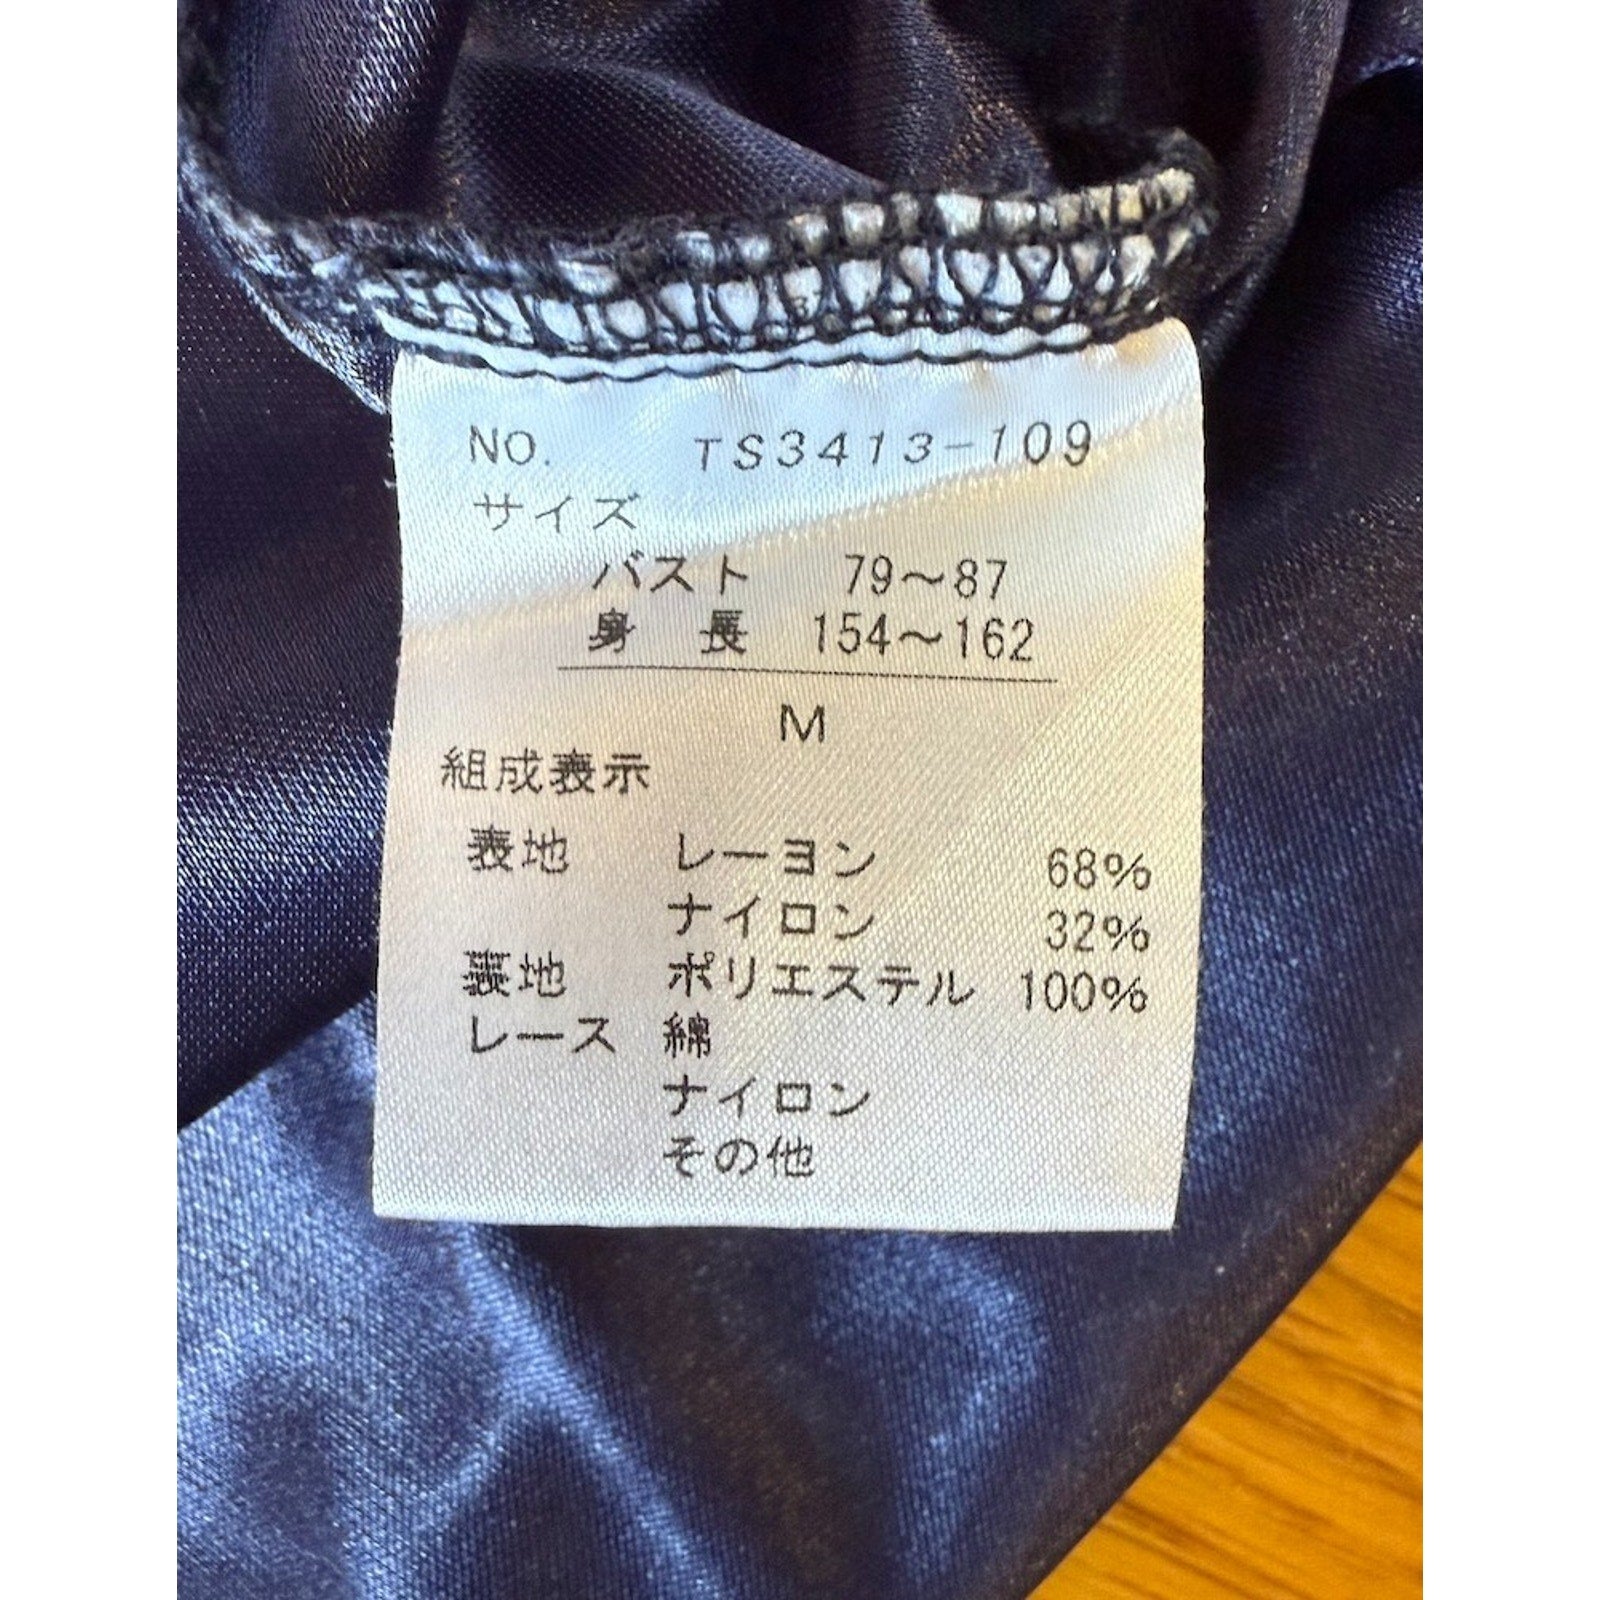 NO. TS3413-109
サイズ
バスト 79〜87
身 長 154〜162
M
組成表示
表地 レーヨン 68%
ナイロン 32%
裏地 ポリエステル 100%
レース 綿
ナイロン
その他